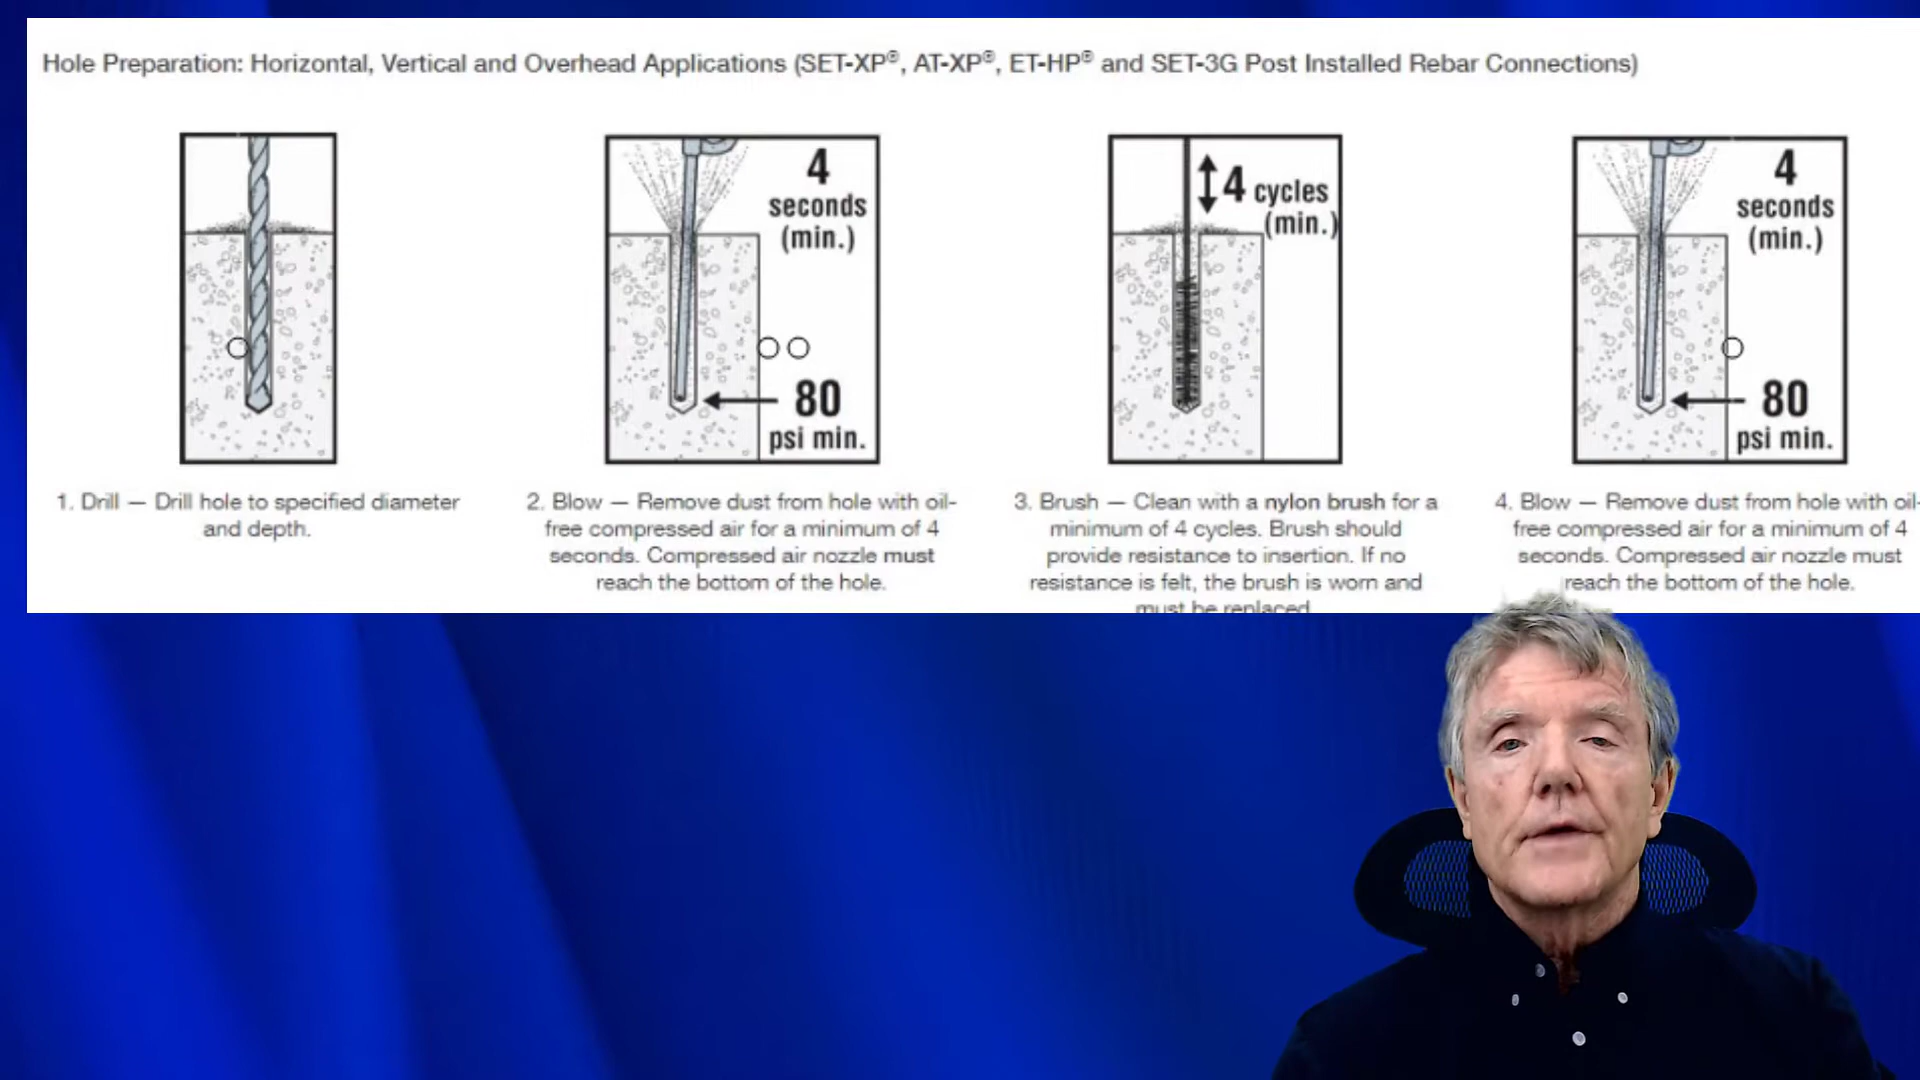 Hole Preparation: Horizontal, Vertical and Overhead Applications (SET-XP®, AT-XP®, ET-HP® and SET-3G Post Installed Rebar Connections)
4
seconds
(min.)
80
psi min.
4 cycles
(min.)
4
seconds
(min.)
80
psi min.
1. Drill — Drill hole to specified diameter
and depth.
2. Blow — Remove dust from hole with oil-
free compressed air for a minimum of 4
seconds. Compressed air nozzle must
reach the bottom of the hole.
3. Brush — Clean with a nylon brush for a
minimum of 4 cycles. Brush should
provide resistance to insertion. If no
resistance is felt, the brush is worn and
must be replaced
4. Blow — Remove dust from hole with oil-
free compressed air for a minimum of 4
seconds. Compressed air nozzle must
reach the bottom of the hole.